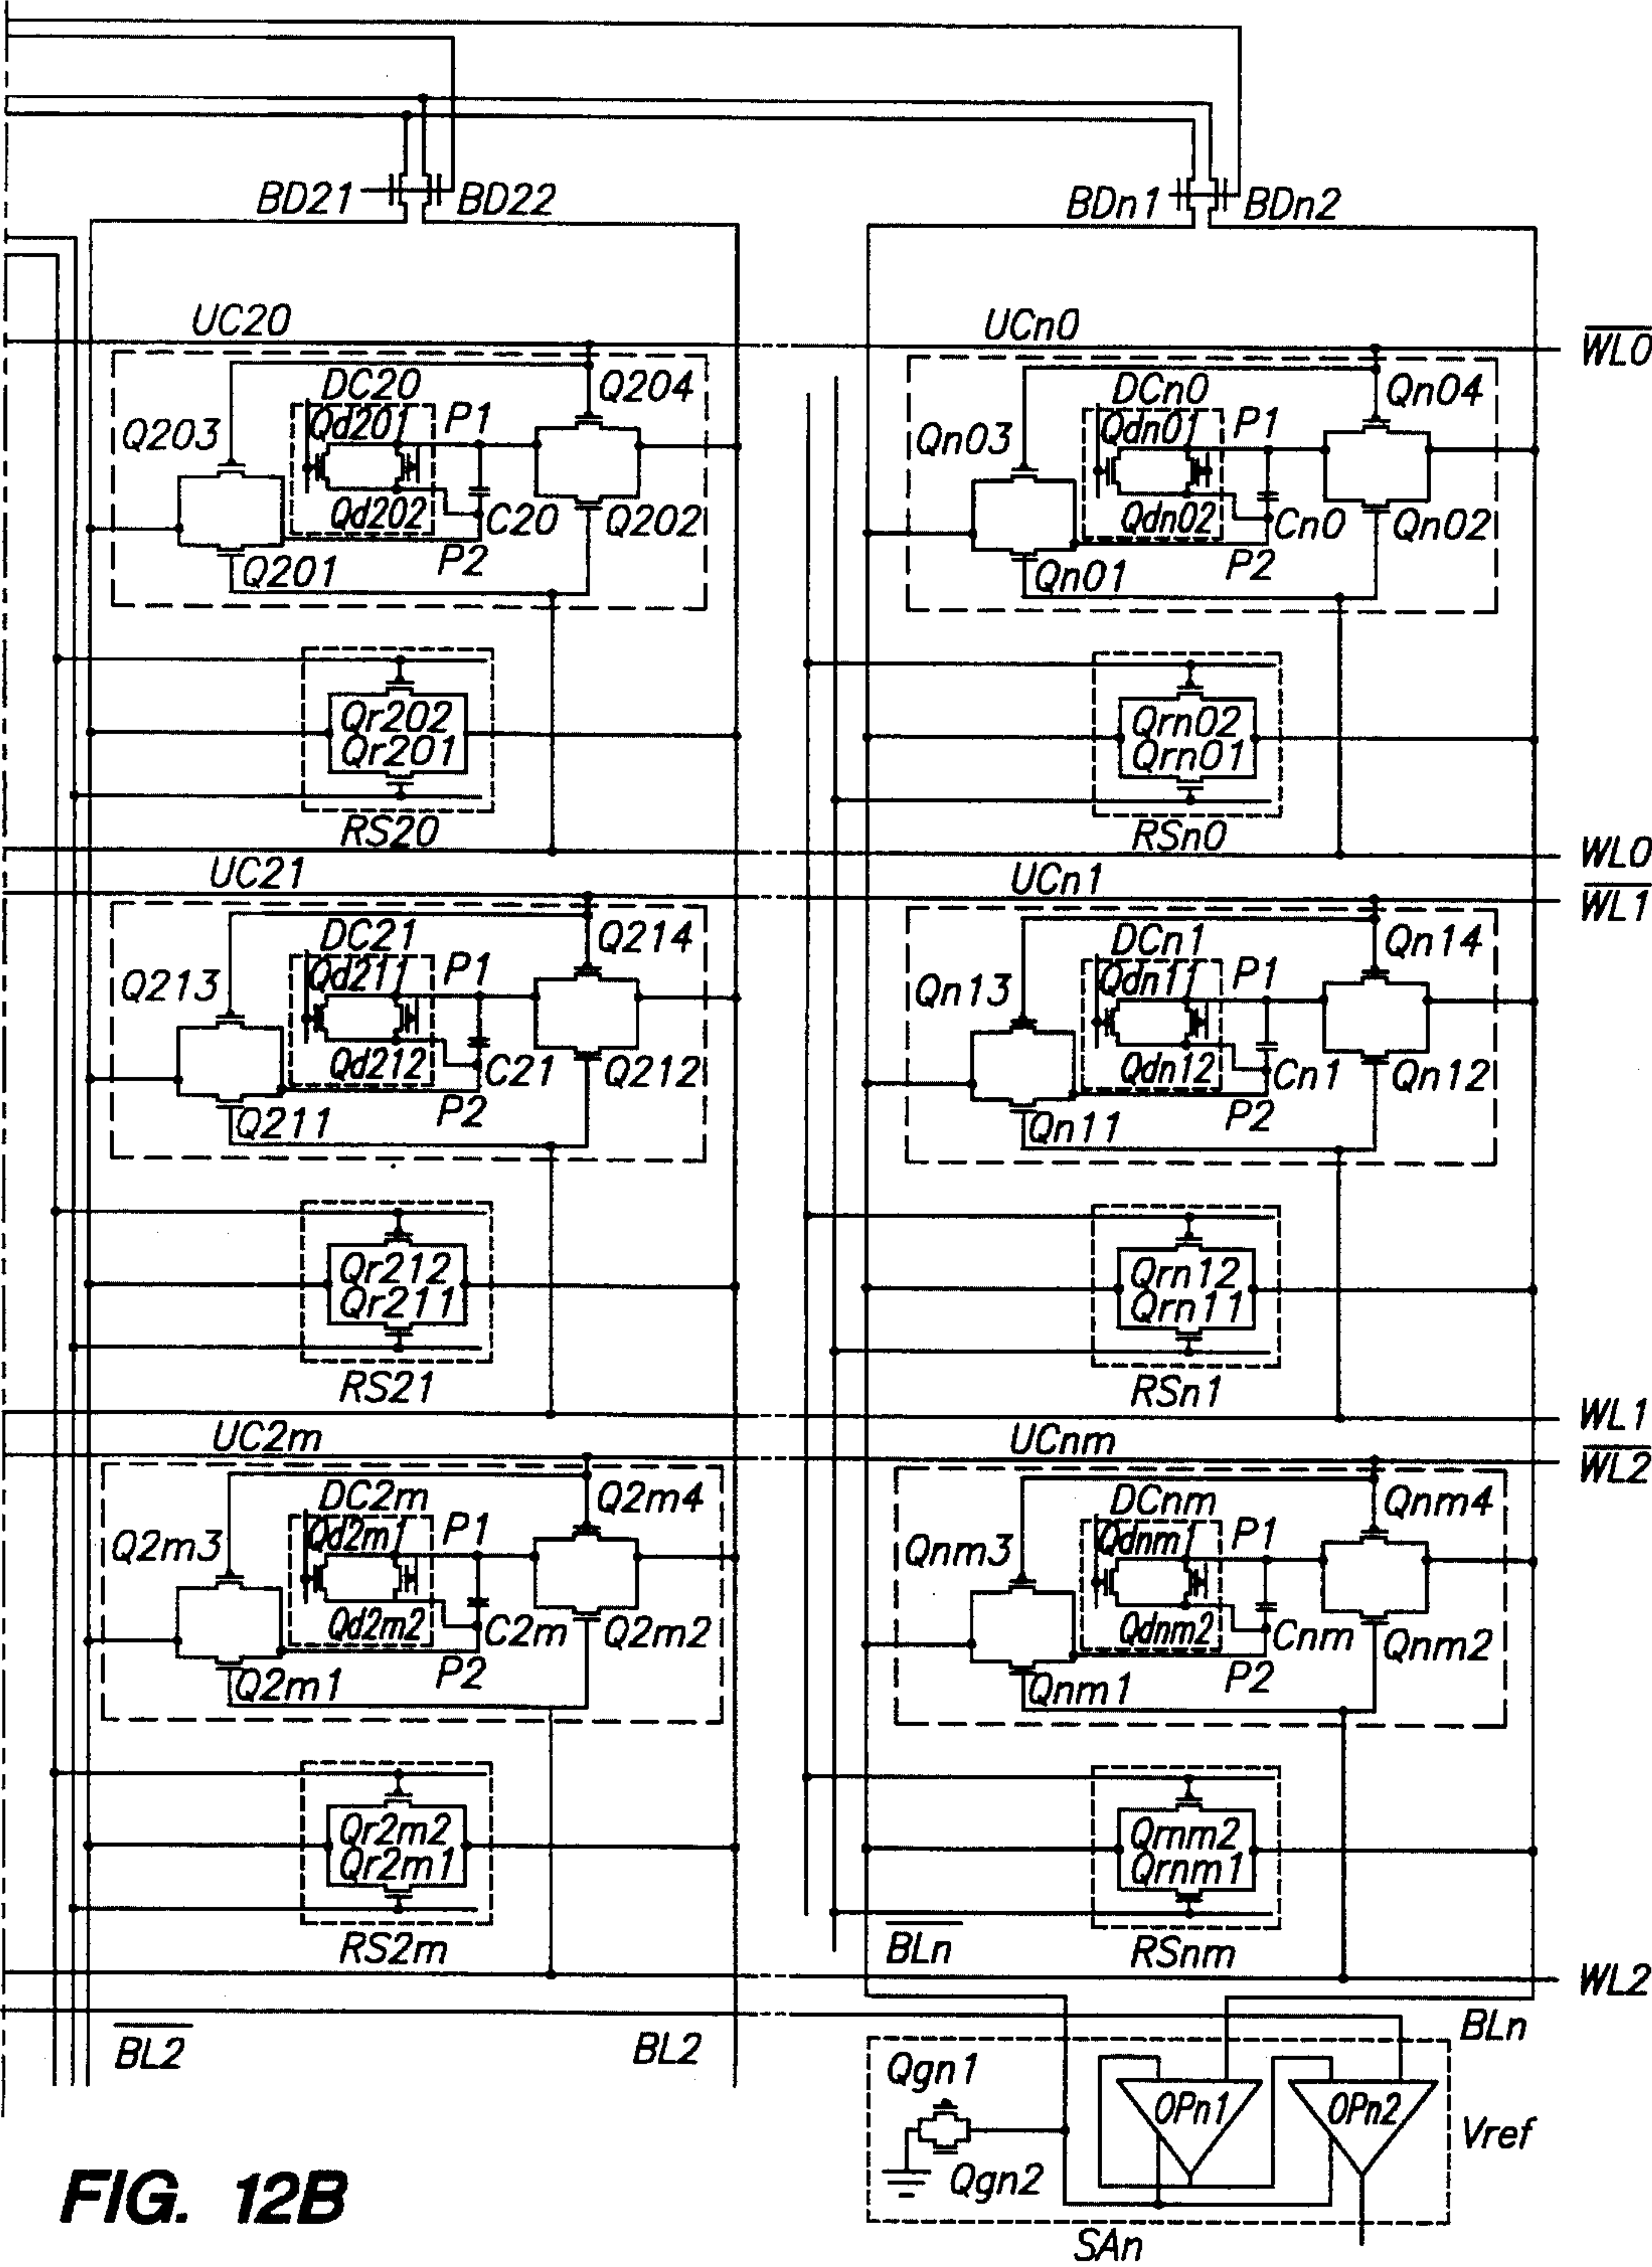 BD21 BD22 BDn1 BDn2
UC20 UCn0 W̅L̅0̅
DC20 Q204 DCn0 Qn04
Q203 Qd201 P1 Qn03 Qdn01 P1
Qd202 C20 Q202 Qdn02 Cn0 Qn02
Q201 P2 Qn01 P2
Qr202 Qrn02
Qr201 Qrn01
RS20 RSn0
WL0
UC21 UCn1 W̅L̅1̅
DC21 Q214 DCn1 Qn14
Q213 Qd211 P1 Qn13 Qdn11 P1
Qd212 C21 Q212 Qdn12 Cn1 Qn12
Q211 P2 Qn11 P2
Qr212 Qrn12
Qr211 Qrn11
RS21 RSn1
WL1
UC2m UCnm W̅L̅2̅
DC2m Q2m4 DCnm Qnm4
Q2m3 Qd2m1 P1 Qnm3 Qdnm1 P1
Qd2m2 C2m Q2m2 Qdnm2 Cnm Qnm2
Q2m1 P2 Qnm1 P2
Qr2m2 Qrnm2
Qr2m1 Qrnm1
RS2m B̅L̅n̅ RSnm
WL2
B̅L̅2̅ BL2 BLn
Qgn1
OPn1 OPn2 Vref
Qgn2
SAn
FIG. 12B